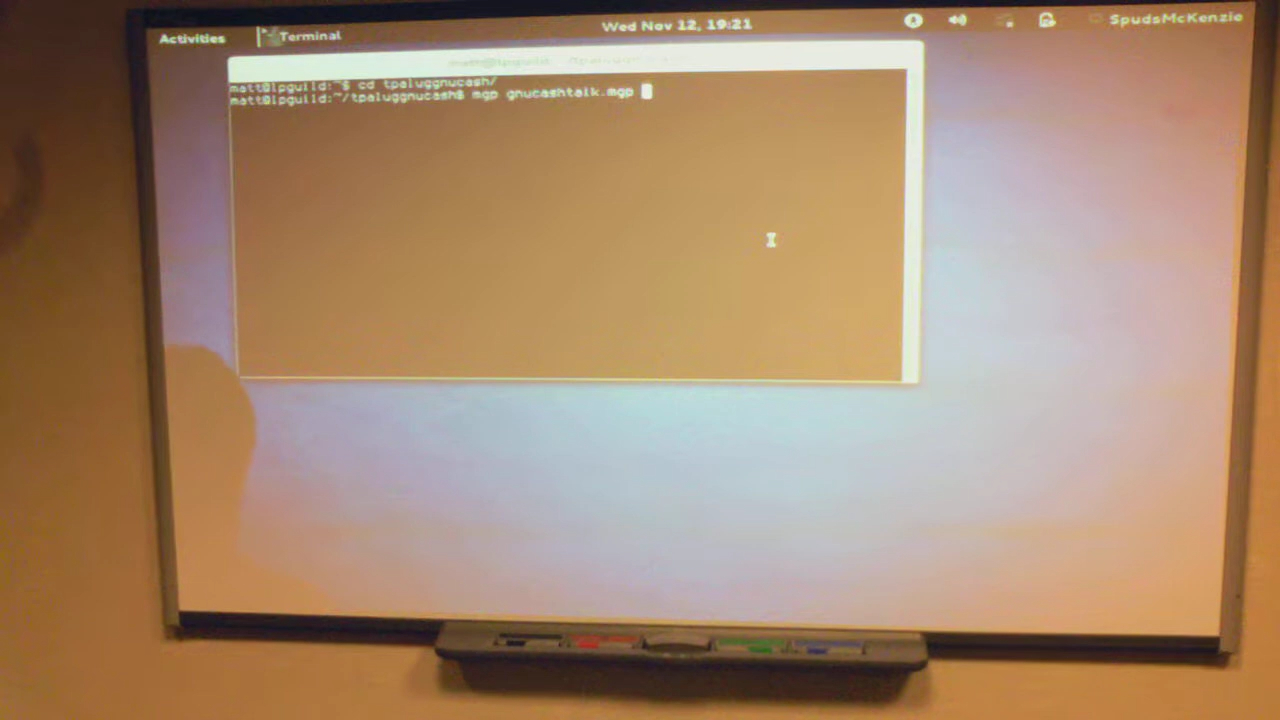 Activities Terminal Wed Nov 12, 19:21 SpudsMcKenzie
matt@lpguild:~$ cd tpaluggnucash/
matt@lpguild:~/tpaluggnucash$ mgp gnucashtalk.mgp